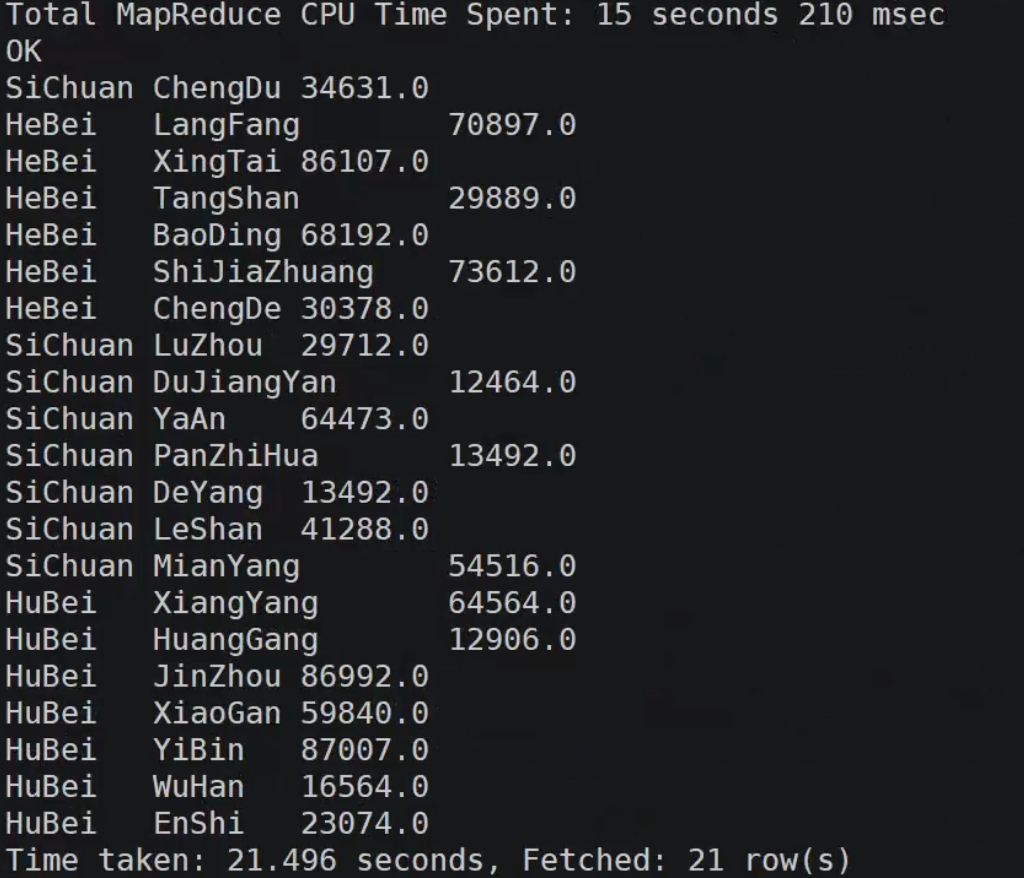 Total MapReduce CPU Time Spent: 15 seconds 210 msec
OK
SiChuan ChengDu 34631.0
HeBei   LangFang        70897.0
HeBei   XingTai 86107.0
HeBei   TangShan        29889.0
HeBei   BaoDing 68192.0
HeBei   ShiJiaZhuang    73612.0
HeBei   ChengDe 30378.0
SiChuan LuZhou  29712.0
SiChuan DuJiangYan      12464.0
SiChuan YaAn    64473.0
SiChuan PanZhiHua       13492.0
SiChuan DeYang  13492.0
SiChuan LeShan  41288.0
SiChuan MianYang        54516.0
HuBei   XiangYang       64564.0
HuBei   HuangGang       12906.0
HuBei   JinZhou 86992.0
HuBei   XiaoGan 59840.0
HuBei   YiBin   87007.0
HuBei   WuHan   16564.0
HuBei   EnShi   23074.0
Time taken: 21.496 seconds, Fetched: 21 row(s)